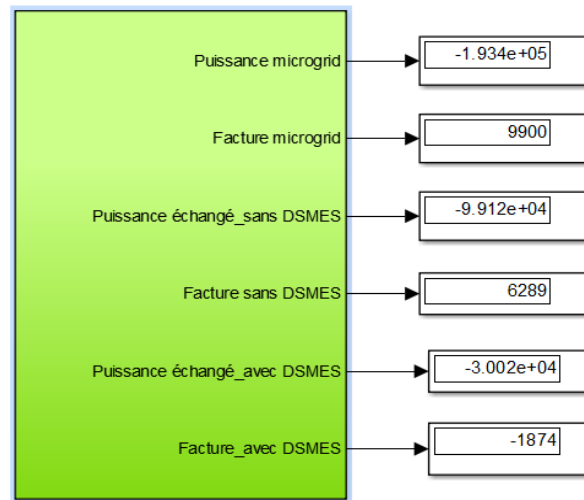 Puissance microgrid -1.934e+05
Facture microgrid 9900
Puissance échangé_sans DSMES -9.912e+04
Facture sans DSMES 6289
Puissance échangé_avec DSMES -3.002e+04
Facture_avec DSMES -1874